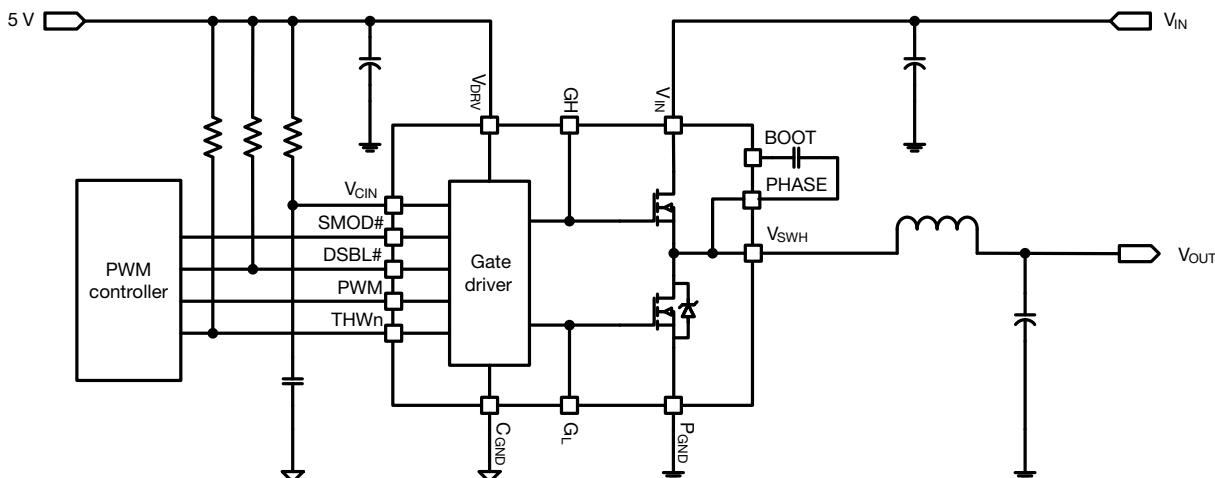 5 V
V_IN
V_DRV
GH
V_IN
BOOT
PHASE
V_CIN
SMOD#
DSBL#
PWM
THWn
PWM
controller
Gate
driver
V_SWH
V_OUT
C_GND
G_L
P_GND